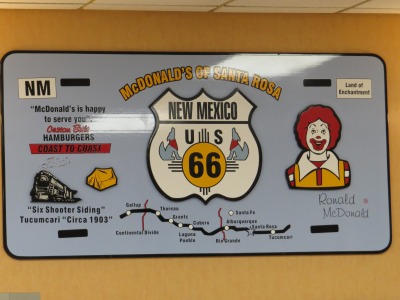 McDONALD'S OF SANTA ROSA
NM
Land of
Enchantment
"McDonald's is happy
to serve you"
HAMBURGERS
COAST TO COAST
NEW MEXICO
U S
66
"Six Shooter Siding"
Tucumcari "Circa 1903"
Ronald
McDonald
Gallup
Thoreau
Grants
Cubero
Santa Fe
Albuquerque
Santa Rosa
Continental Divide
Laguna
Pueblo
Rio Grande
Tucumcari